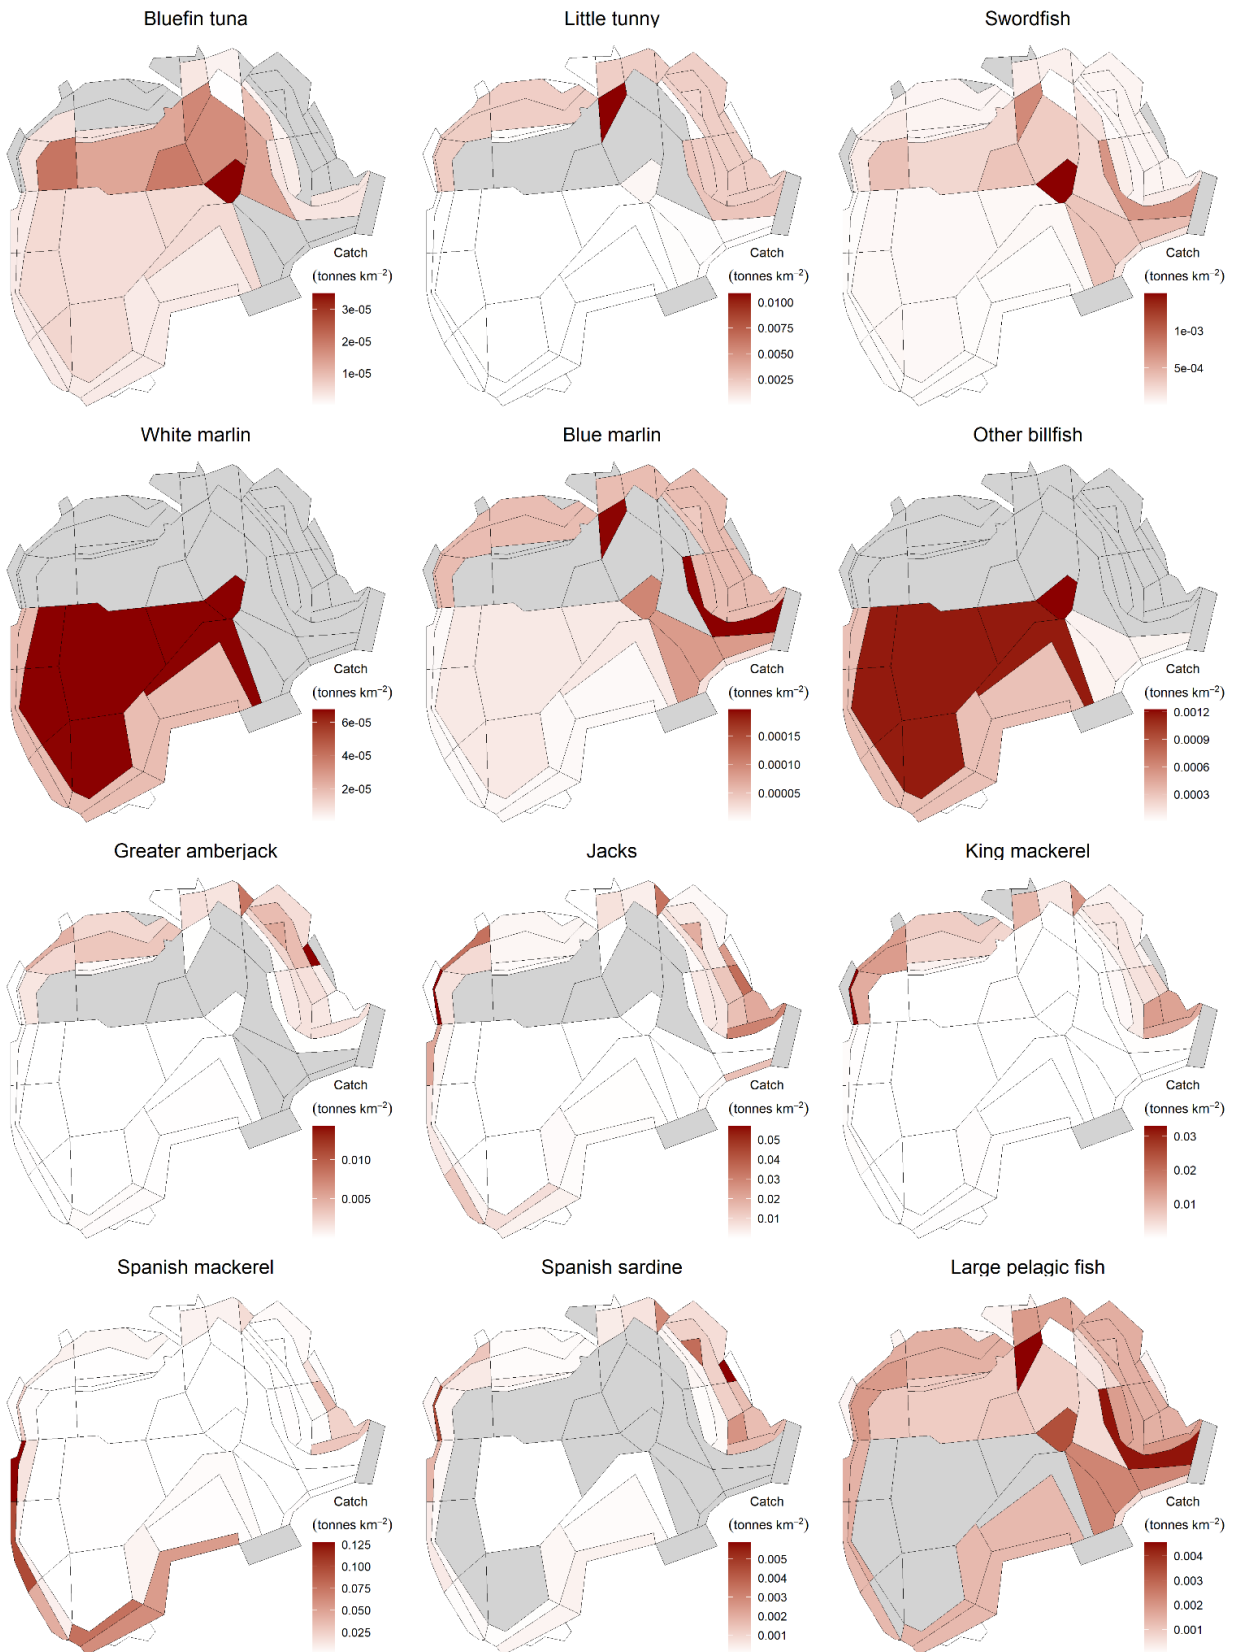 Bluefin tuna
Little tunny
Swordfish
Catch
(tonnes km⁻²)
3e-05
2e-05
1e-05
Catch
(tonnes km⁻²)
0.0100
0.0075
0.0050
0.0025
Catch
(tonnes km⁻²)
1e-03
5e-04
White marlin
Blue marlin
Other billfish
Catch
(tonnes km⁻²)
6e-05
4e-05
2e-05
Catch
(tonnes km⁻²)
0.00015
0.00010
0.00005
Catch
(tonnes km⁻²)
0.0012
0.0009
0.0006
0.0003
Greater amberjack
Jacks
King mackerel
Catch
(tonnes km⁻²)
0.010
0.005
Catch
(tonnes km⁻²)
0.05
0.04
0.03
0.02
0.01
Catch
(tonnes km⁻²)
0.03
0.02
0.01
Spanish mackerel
Spanish sardine
Large pelagic fish
Catch
(tonnes km⁻²)
0.125
0.100
0.075
0.050
0.025
Catch
(tonnes km⁻²)
0.005
0.004
0.003
0.002
0.001
Catch
(tonnes km⁻²)
0.004
0.003
0.002
0.001